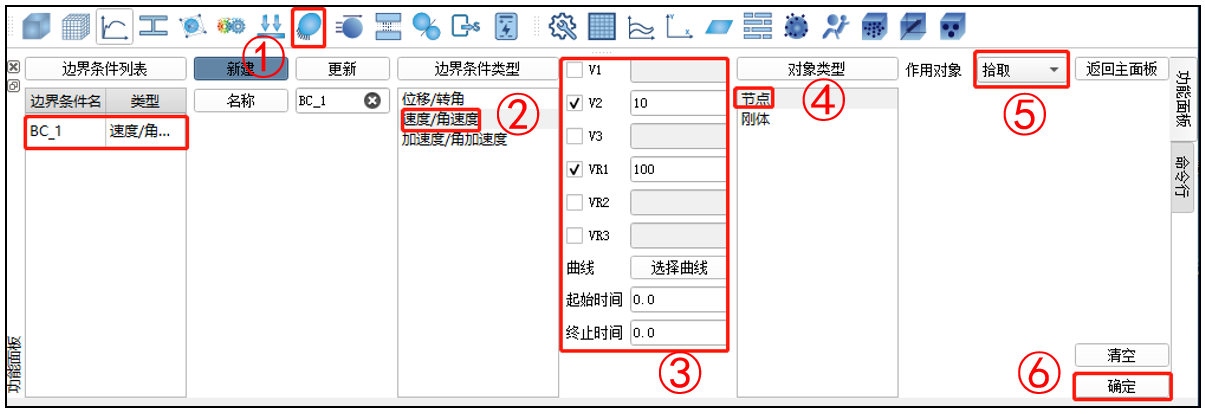 ①
边界条件列表 新建 更新 边界条件类型 V1 对象类型 作用对象 拾取 返回主面板
边界条件名 类型 名称 BC_1 位移/转角 V2 10 节点
BC_1 速度/角... 速度/角速度 ② 刚体 ④ ⑤
加速度/角加速度 V3
VR1 100
VR2
VR3
曲线 选择曲线
起始时间 0.0
终止时间 0.0
③
清空
⑥ 确定
功能面板
命令行
功能面板